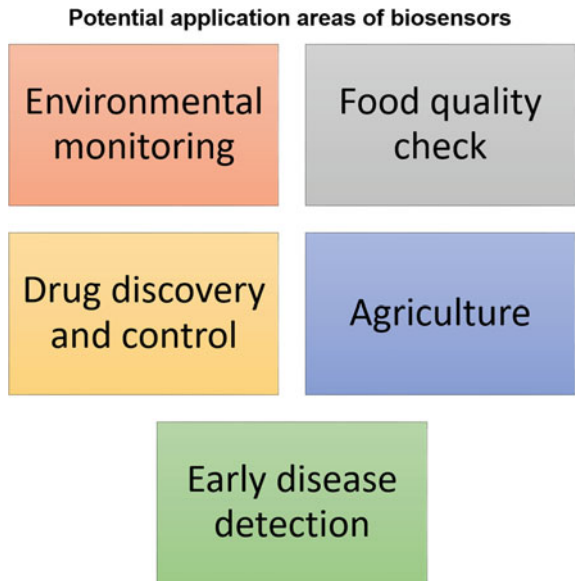 Potential application areas of biosensors
Environmental
monitoring
Food quality
check
Drug discovery
and control
Agriculture
Early disease
detection